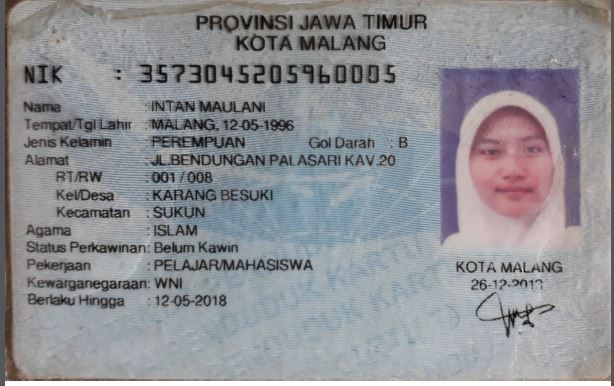 PROVINSI JAWA TIMUR
KOTA MALANG
NIK : 3573045205960005
Nama : INTAN MAULANI
Tempat/Tgl Lahir : MALANG, 12-05-1996
Jenis Kelamin : PEREMPUAN Gol Darah : B
Alamat : JL.BENDUNGAN PALASARI KAV.20
RT/RW : 001 / 008
Kel/Desa : KARANG BESUKI
Kecamatan : SUKUN
Agama : ISLAM
Status Perkawinan: Belum Kawin
Pekerjaan : PELAJAR/MAHASISWA
Kewarganegaraan: WNI
Berlaku Hingga : 12-05-2018
KOTA MALANG
26-12-2013